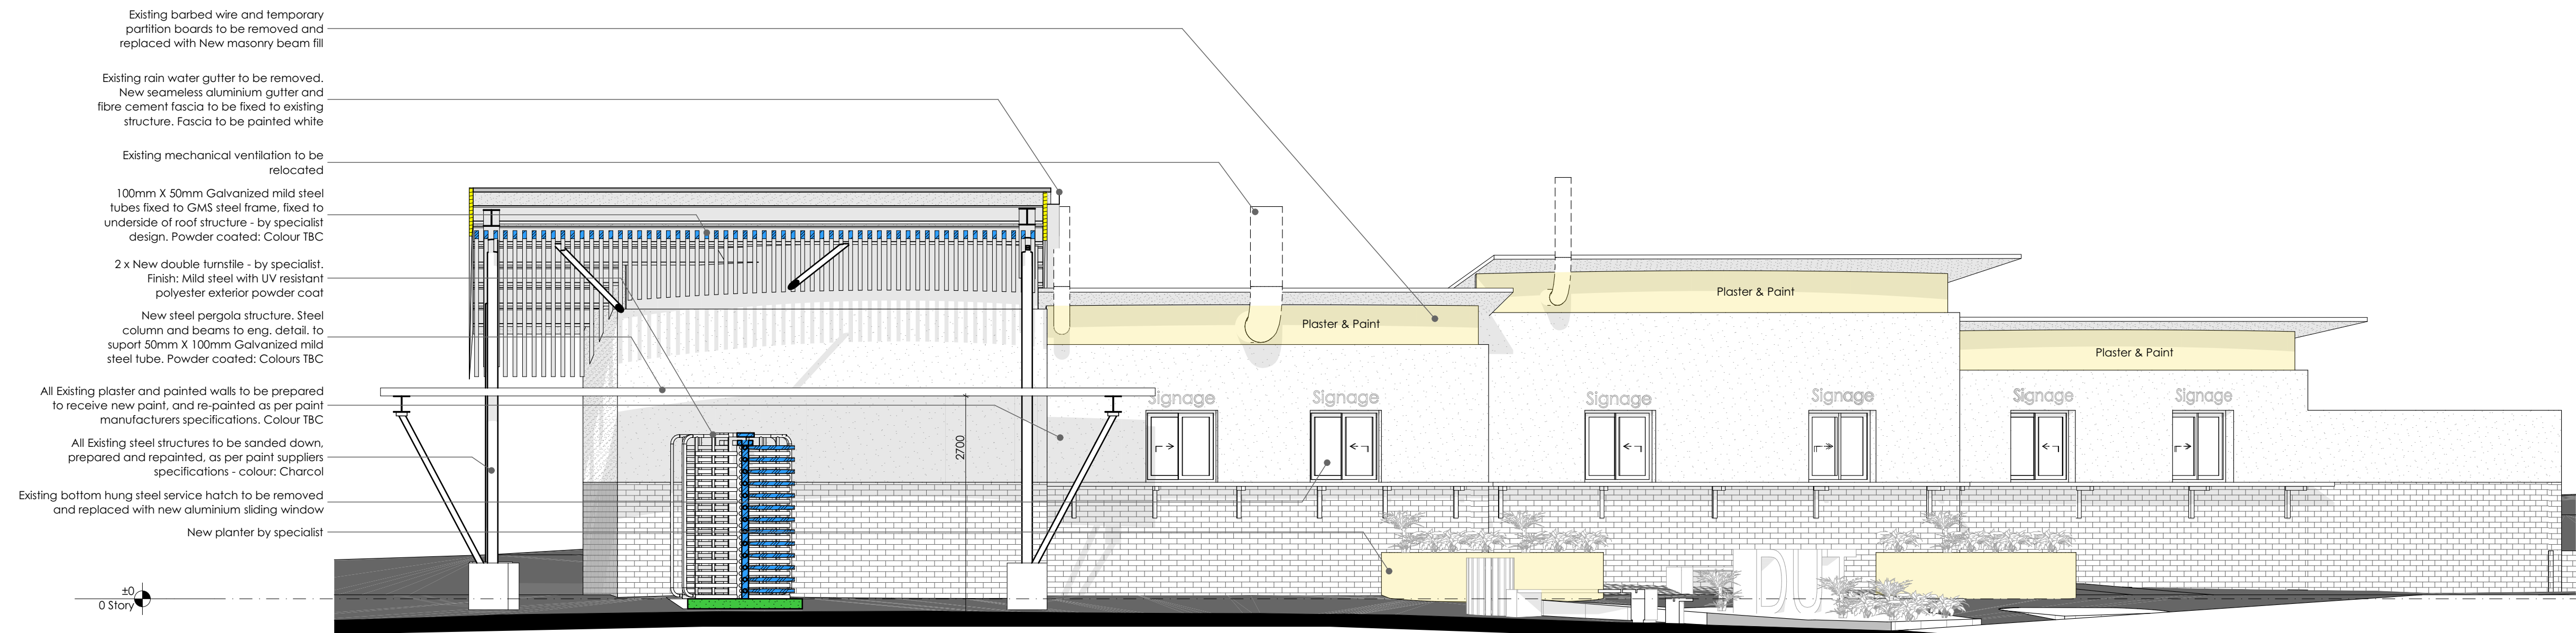 Existing barbed wire and temporary
partition boards to be removed and
replaced with New masonry beam fill
Existing rain water gutter to be removed.
New seamless aluminium gutter and
fibre cement fascia to be fixed to existing
structure. Fascia to be painted white
Existing mechanical ventilation to be
relocated
100mm X 50mm Galvanized mild steel
tubes fixed to GMS steel frame, fixed to
underside of roof structure - by specialist
design. Powder coated: Colour TBC
2 x New double turnstile - by specialist.
Finish: Mild steel with UV resistant
polyester exterior powder coat
New steel pergola structure. Steel
column and beams to eng. detail. to
suport 50mm X 100mm Galvanized mild
steel tube. Powder coated: Colours TBC
All Existing plaster and painted walls to be prepared
to receive new paint, and re-painted as per paint
manufacturers specifications. Colour TBC
All Existing steel structures to be sanded down,
prepared and repainted, as per paint suppliers
specifications - colour: Charcol
Existing bottom hung steel service hatch to be removed
and replaced with new aluminium sliding window
New planter by specialist
±0
0 Story
2700
Plaster & Paint
Plaster & Paint
Plaster & Paint
Signage
Signage
Signage
Signage
Signage
Signage